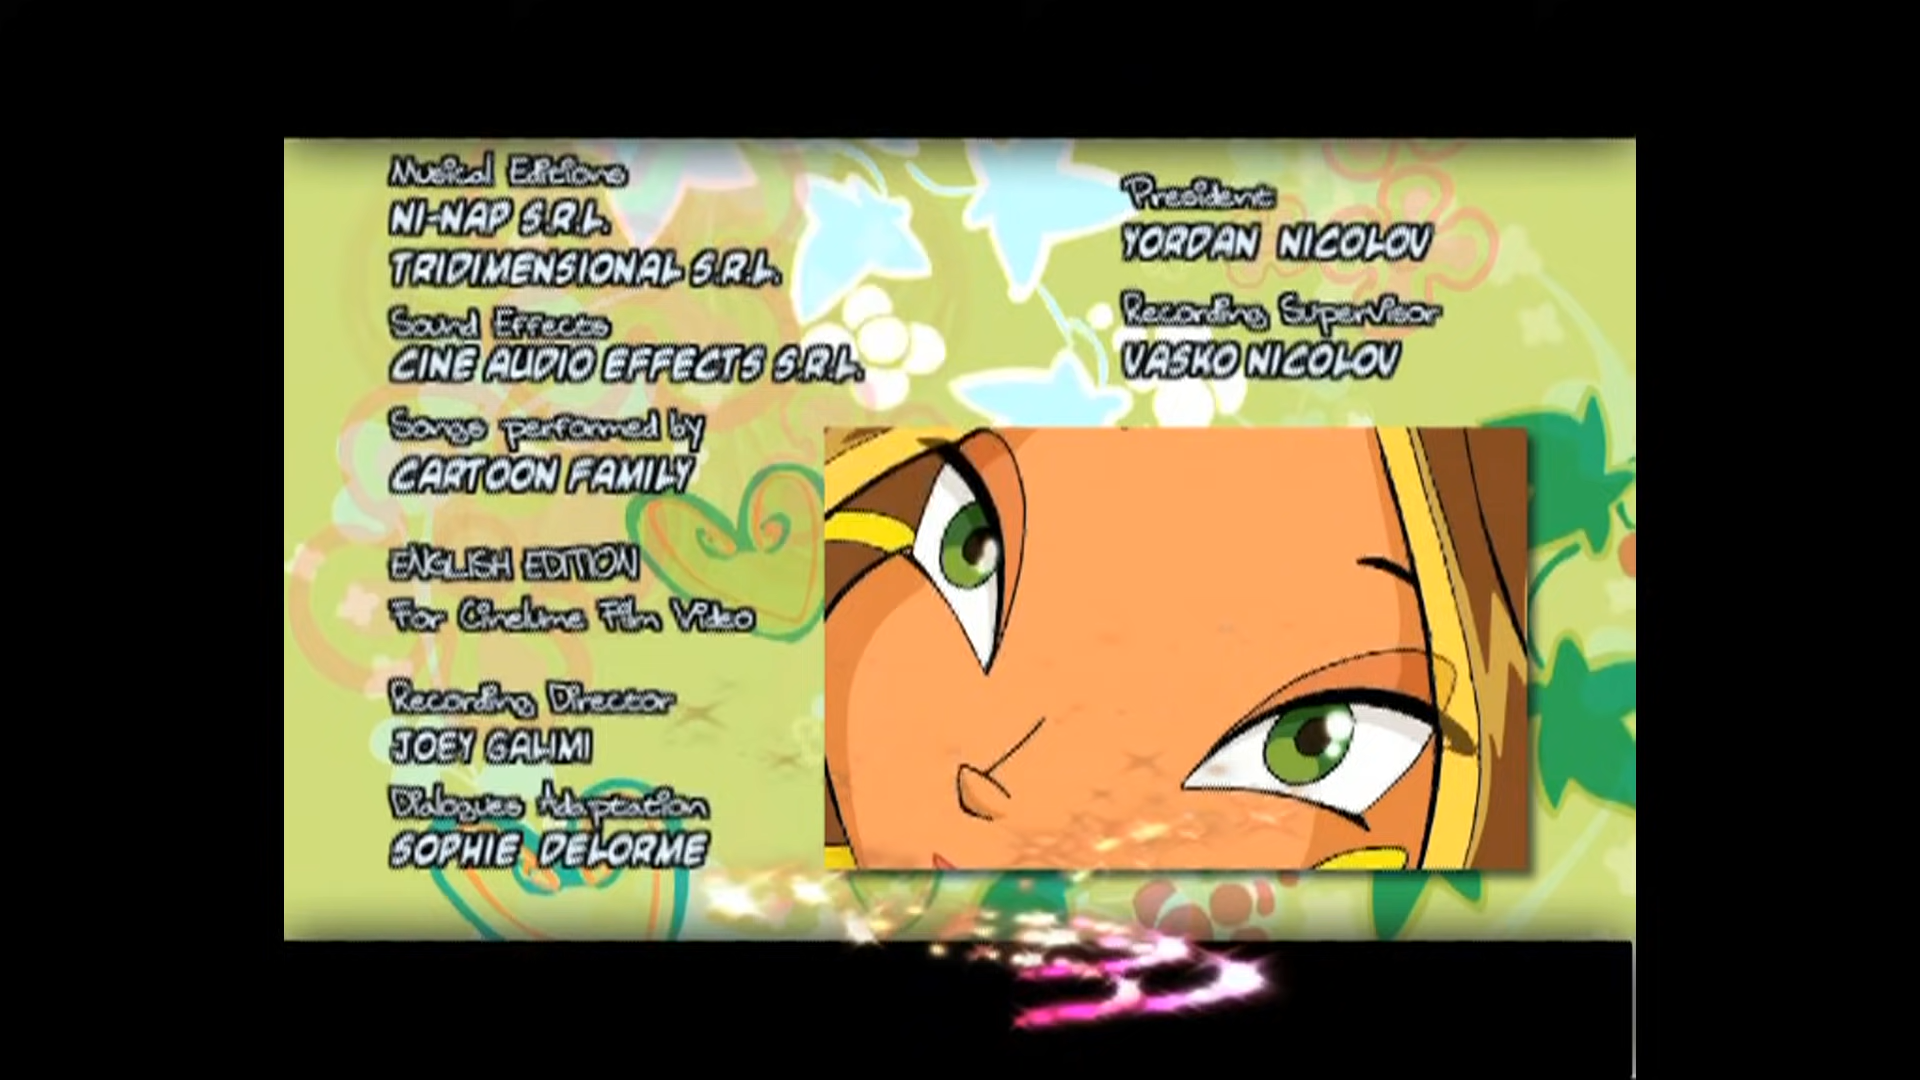 Musical Editions
NI-NAP S.R.L.
TRIDIMENSIONAL S.R.L.
Sound Effects
CINE AUDIO EFFECTS S.R.L.
Songs performed by
CARTOON FAMILY
ENGLISH EDITION
For Cinelume Film Video
Recording Director
JOEY GALIMI
Dialogues Adaptation
SOPHIE DELORME
President
YORDAN NICOLOV
Recording Supervisor
VASKO NICOLOV